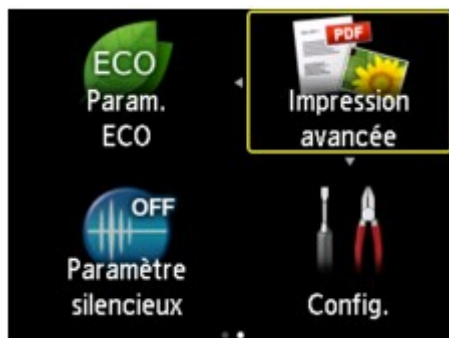 ECO
Param.
ECO
PDF
Impression
avancée
OFF
Paramètre
silencieux
Config.